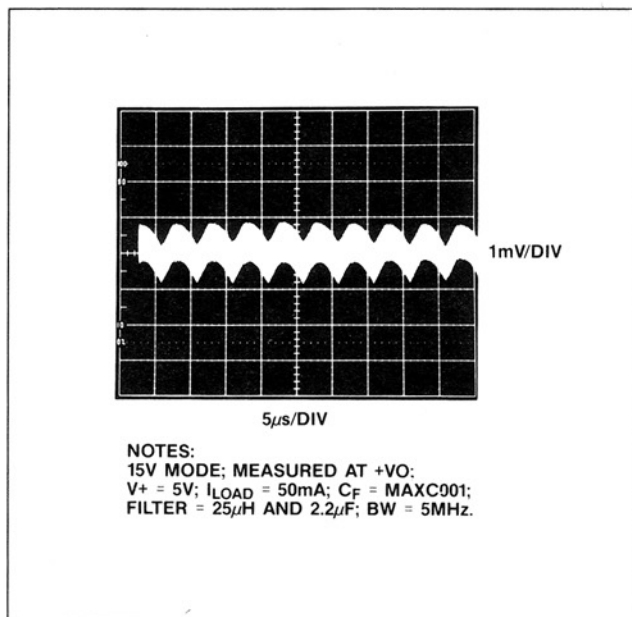 1mV/DIV
5μs/DIV
NOTES:
15V MODE; MEASURED AT +VO;
V+ = 5V; ILOAD = 50mA; CF = MAXC001;
FILTER = 25μH AND 2.2μF; BW = 5MHz.